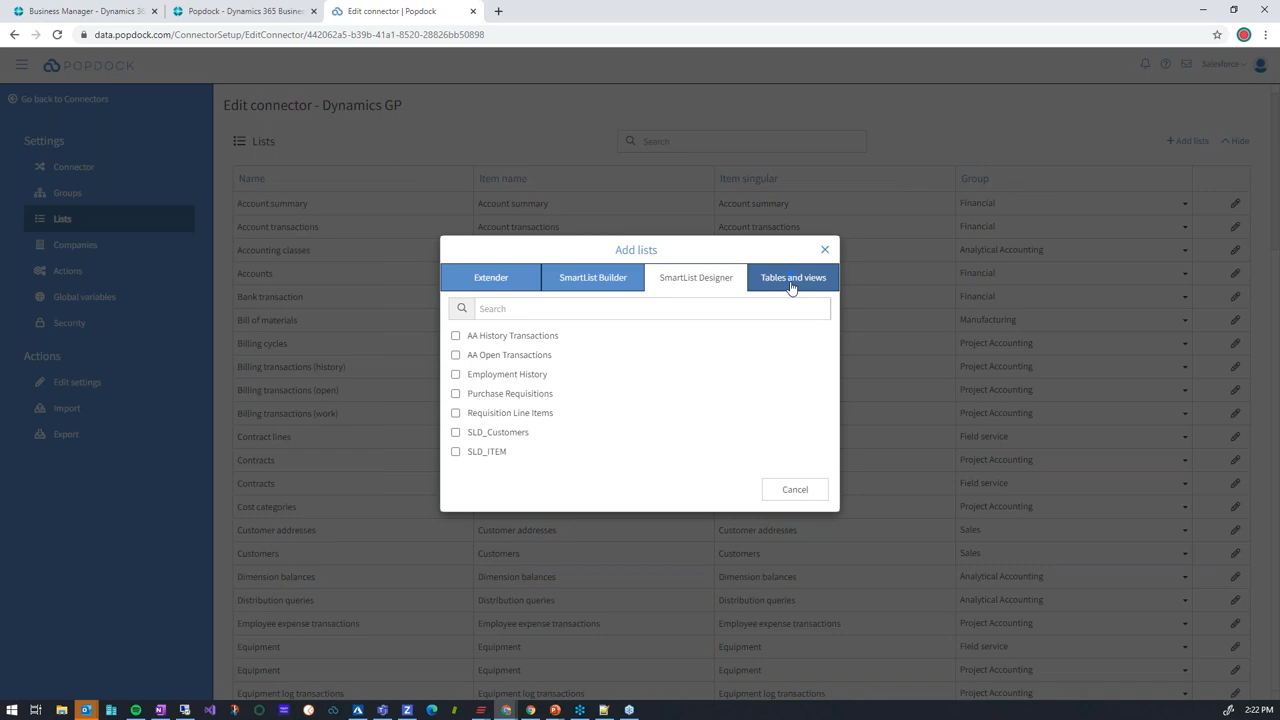 Business Manager - Dynamics 36
Popdock - Dynamics 365 Busine
Edit connector | Popdock
data.popdock.com/ConnectorSetup/EditConnector/442062a5-b39b-41a1-8520-28826bb50898
POPDOCK
Salesforce
Go back to Connectors
Edit connector - Dynamics GP
Settings
Connector
Groups
Lists
Companies
Actions
Global variables
Security
Actions
Edit settings
Import
Export
Lists
Search
+ Add lists
Hide
Name Item name Item singular Group
Account summary Account summary Account summary Financial
Account transactions Account transactions Account transactions Financial
Accounting classes Analytical Accounting
Accounts Financial
Bank transaction Financial
Bill of materials Manufacturing
Billing cycles Project Accounting
Billing transactions (history) Project Accounting
Billing transactions (open) Project Accounting
Billing transactions (work) Project Accounting
Contract lines Field service
Contracts Project Accounting
Contracts Field service
Cost categories Project Accounting
Customer addresses Customer addresses Customer addresses Sales
Customers Customers Customers Sales
Dimension balances Dimension balances Dimension balances Analytical Accounting
Distribution queries Distribution queries Distribution queries Analytical Accounting
Employee expense transactions Employee expense transactions Employee expense transactions Project Accounting
Equipment Equipment Equipment Field service
Equipment Equipment Equipment Project Accounting
Equipment log transactions Equipment log transactions Equipment log transactions Project Accounting
Add lists
Extender
SmartList Builder
SmartList Designer
Tables and views
Search
AA History Transactions
AA Open Transactions
Employment History
Purchase Requisitions
Requisition Line Items
SLD_Customers
SLD_ITEM
Cancel
2:22 PM